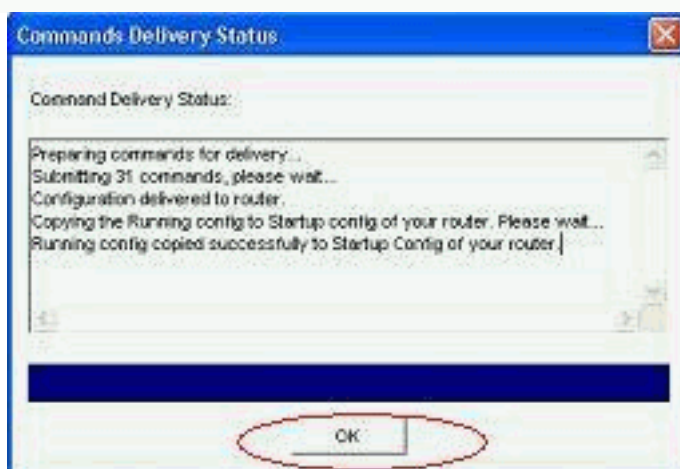 Commands Delivery Status
Command Delivery Status:
Preparing commands for delivery...
Submitting 31 commands, please wait...
Configuration delivered to router.
Copying the Running config to Startup config of your router. Please wait...
Running config copied successfully to Startup Config of your router.
OK